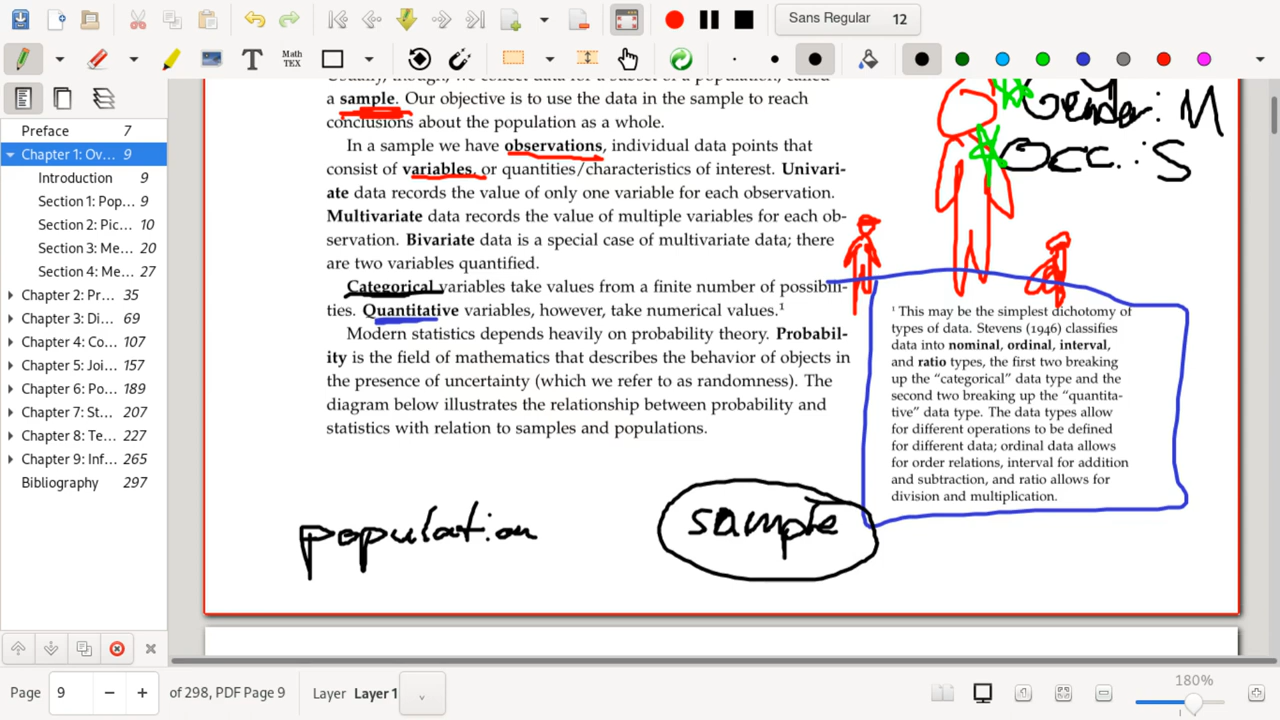 Sans Regular 12
Math
TEX
Preface 7
Chapter 1: Ov... 9
Introduction 9
Section 1: Pop... 9
Section 2: Pic... 10
Section 3: Me... 20
Section 4: Me... 27
Chapter 2: Pr... 35
Chapter 3: Di... 69
Chapter 4: Co... 107
Chapter 5: Joi... 157
Chapter 6: Po... 189
Chapter 7: St... 207
Chapter 8: Te... 227
Chapter 9: Inf... 265
Bibliography 297
Usually, though, we collect data for a subset of a population, called
a sample. Our objective is to use the data in the sample to reach
conclusions about the population as a whole.
In a sample we have observations, individual data points that
consist of variables, or quantities/characteristics of interest. Univari-
ate data records the value of only one variable for each observation.
Multivariate data records the value of multiple variables for each ob-
servation. Bivariate data is a special case of multivariate data; there
are two variables quantified.
Categorical variables take values from a finite number of possibili-
ties. Quantitative variables, however, take numerical values.¹
Modern statistics depends heavily on probability theory. Probabil-
ity is the field of mathematics that describes the behavior of objects in
the presence of uncertainty (which we refer to as randomness). The
diagram below illustrates the relationship between probability and
statistics with relation to samples and populations.
Gender: M
Occ.: S
¹ This may be the simplest dichotomy of
types of data. Stevens (1946) classifies
data into nominal, ordinal, interval,
and ratio types, the first two breaking
up the “categorical” data type and the
second two breaking up the “quantita-
tive” data type. The data types allow
for different operations to be defined
for different data; ordinal data allows
for order relations, interval for addition
and subtraction, and ratio allows for
division and multiplication.
population
sample
Page 9 of 298, PDF Page 9 Layer Layer 1
180%